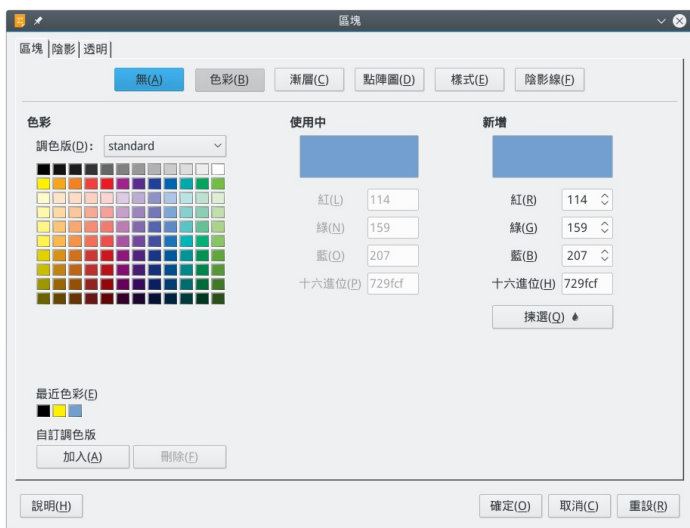 區塊
區塊 陰影 透明
無(A) 色彩(B) 漸層(C) 點陣圖(D) 樣式(E) 陰影線(F)
色彩 使用中 新增
調色版(D): standard
紅(L) 114 紅(R) 114
綠(N) 159 綠(G) 159
藍(O) 207 藍(B) 207
十六進位(P) 729fcf 十六進位(H) 729fcf
揀選(Q)
最近色彩(E)
自訂調色版
加入(A) 刪除(F)
說明(H) 確定(O) 取消(C) 重設(R)